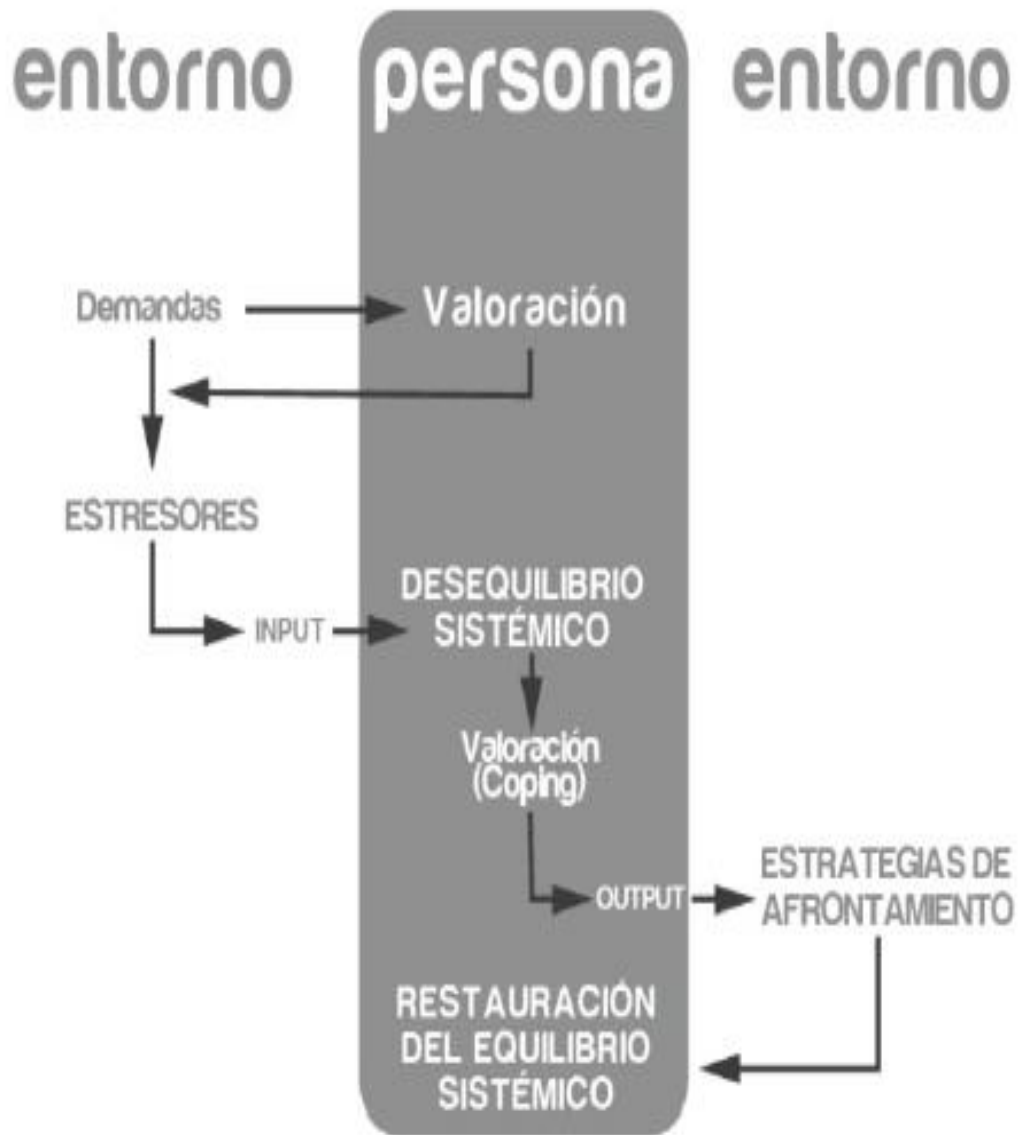 entorno
persona
entorno
Demandas
Valoración
ESTRESORES
DESEQUILIBRIO
SISTÉMICO
INPUT
Valoración
(Coping)
OUTPUT
ESTRATEGIAS DE
AFRONTAMIENTO
RESTAURACIÓN
DEL EQUILIBRIO
SISTÉMICO